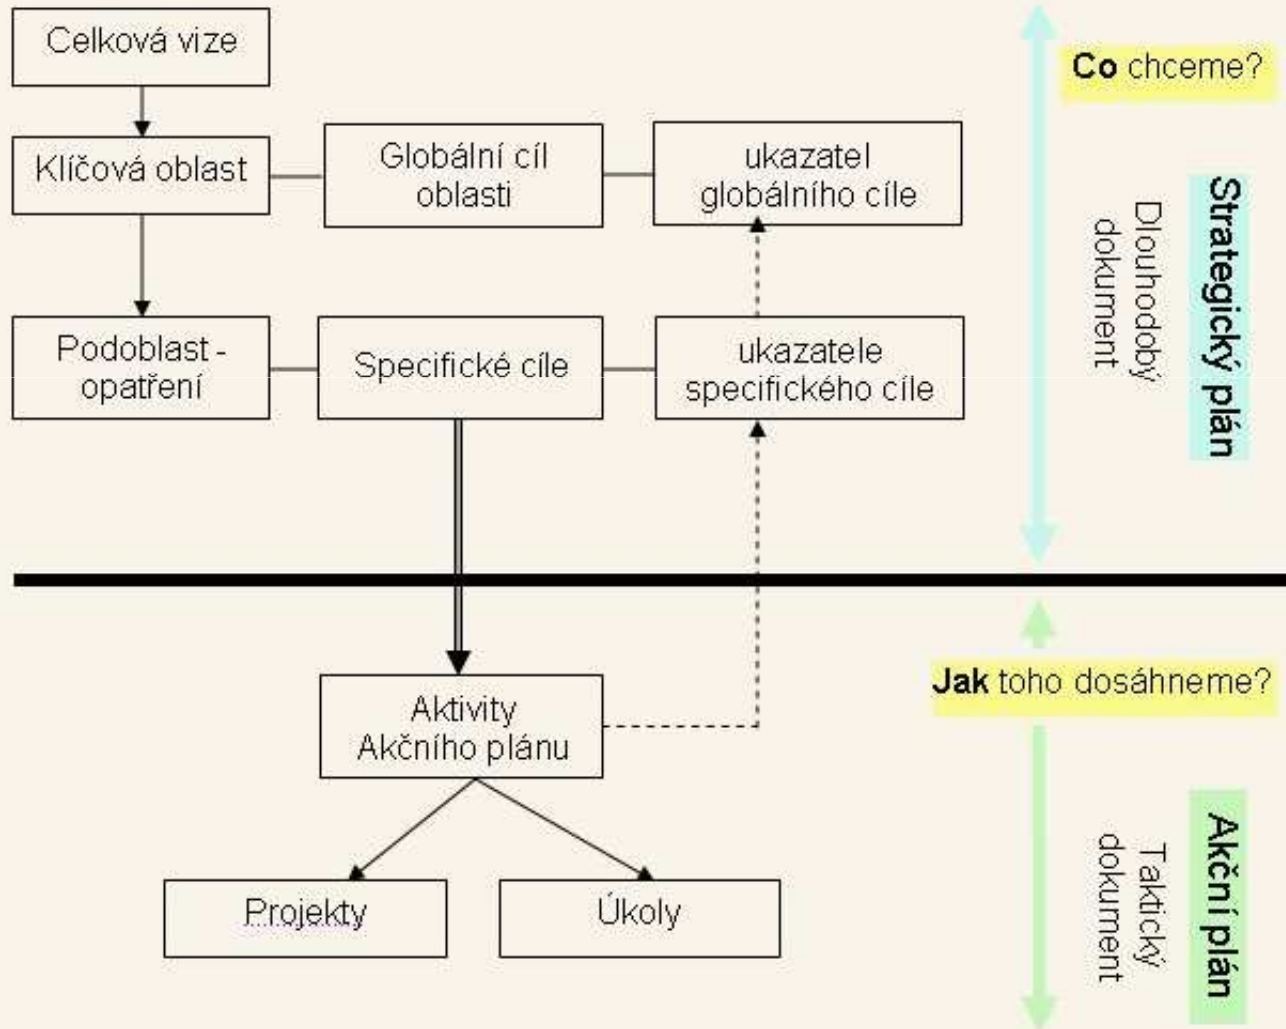 Celková vize
Co chceme?
Klíčová oblast
Globální cíl
oblasti
ukazatel
globálního cíle
Strategický plán
Dlouhodobý
dokument
Podoblast -
opatření
Specifické cíle
ukazatele
specifického cíle
Jak toho dosáhneme?
Aktivity
Akčního plánu
Akční plán
Taktický
dokument
Projekty
Úkoly